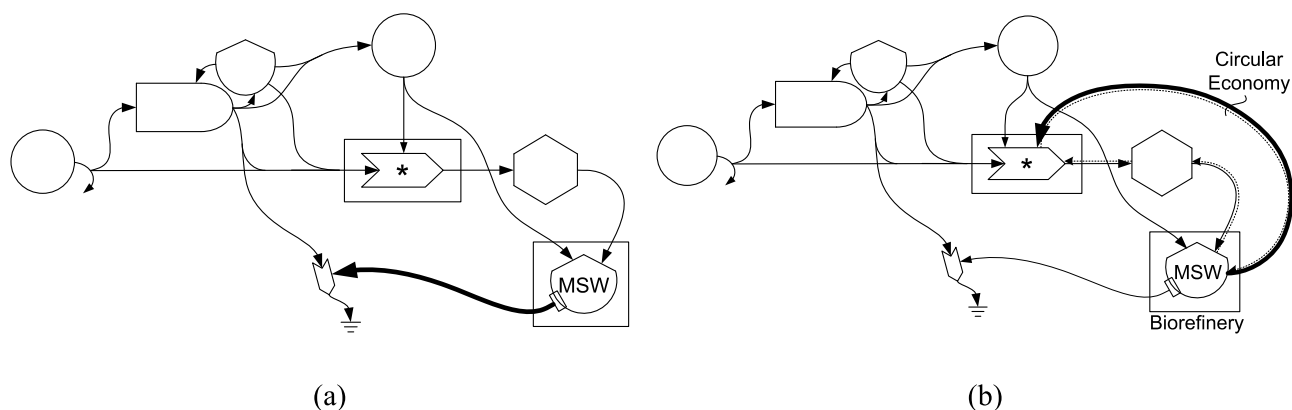 *
MSW
(a)
Circular
Economy
*
MSW
Biorefinery
(b)